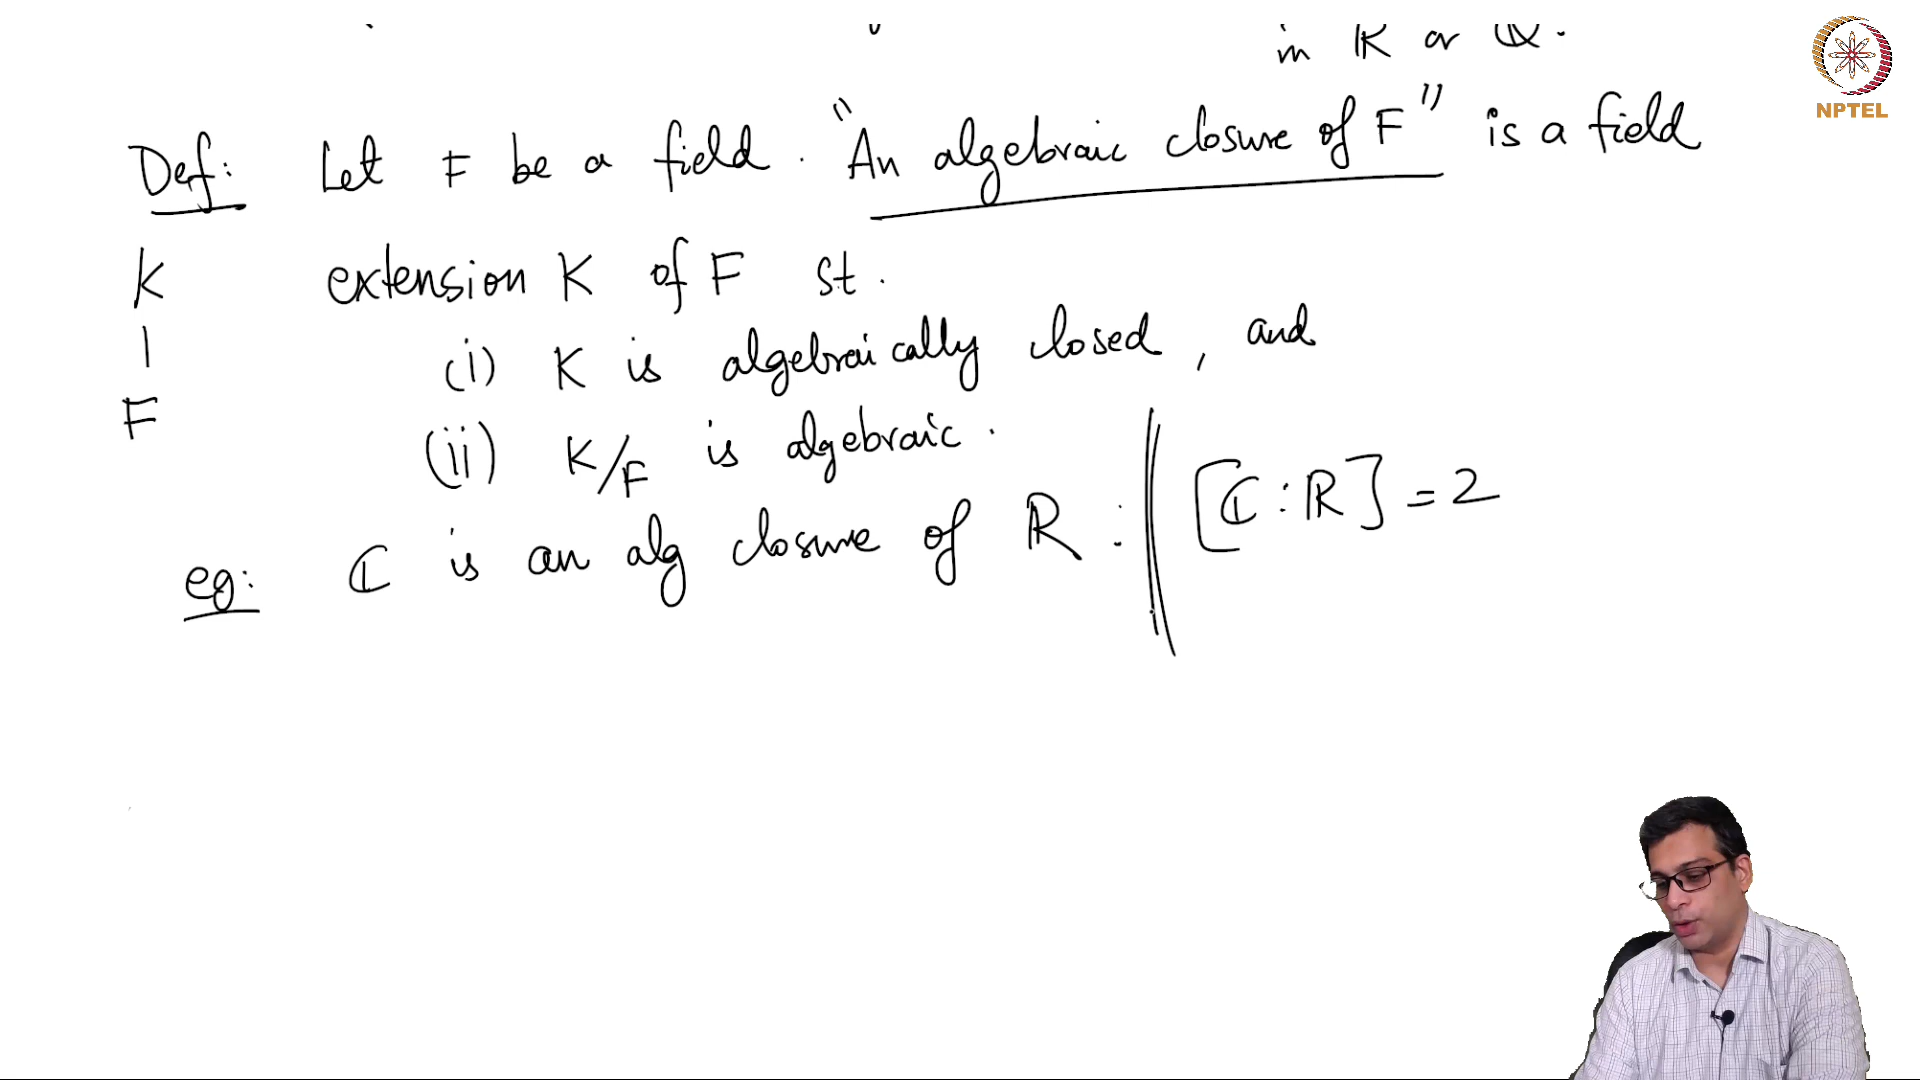 in K or Q.
NPTEL
Def: Let F be a field. "An algebraic closure of F" is a field
extension K of F st.
(i) K is algebraically closed, and
(ii) K/F is algebraic.
K
|
F
eg: ℂ is an alg closure of ℝ : [ℂ:ℝ] = 2